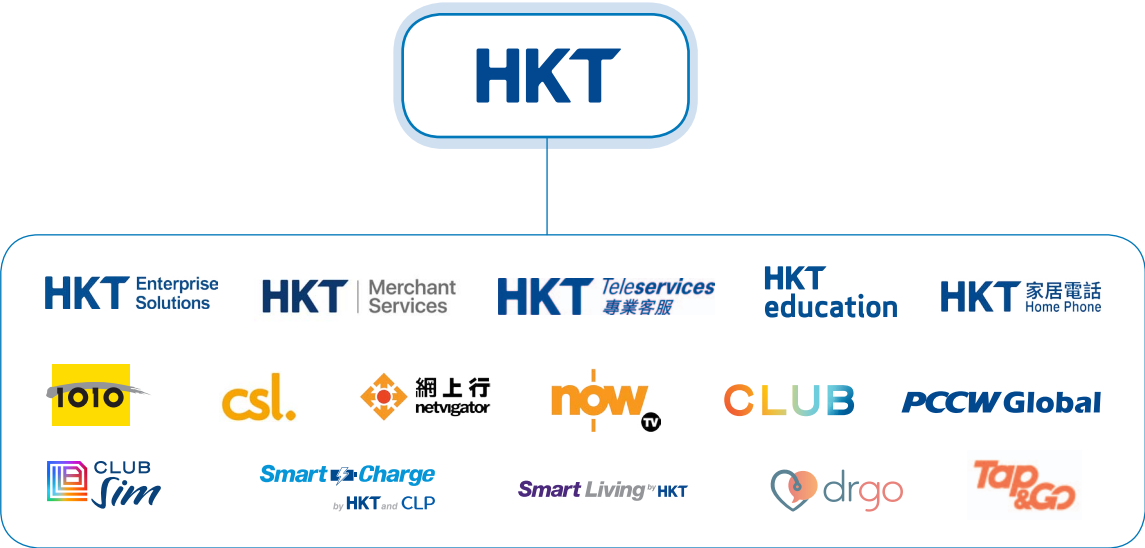 HKT
HKT Enterprise
Solutions
HKT Merchant
Services
HKT Teleservices
專業客服
HKT
education
HKT 家居電話
Home Phone
1O1O
csl.
網上行
netvigator
now
TV
CLUB
PCCW Global
CLUB
Sim
Smart Charge
by HKT and CLP
Smart Living by HKT
drgo
Tap
&GO